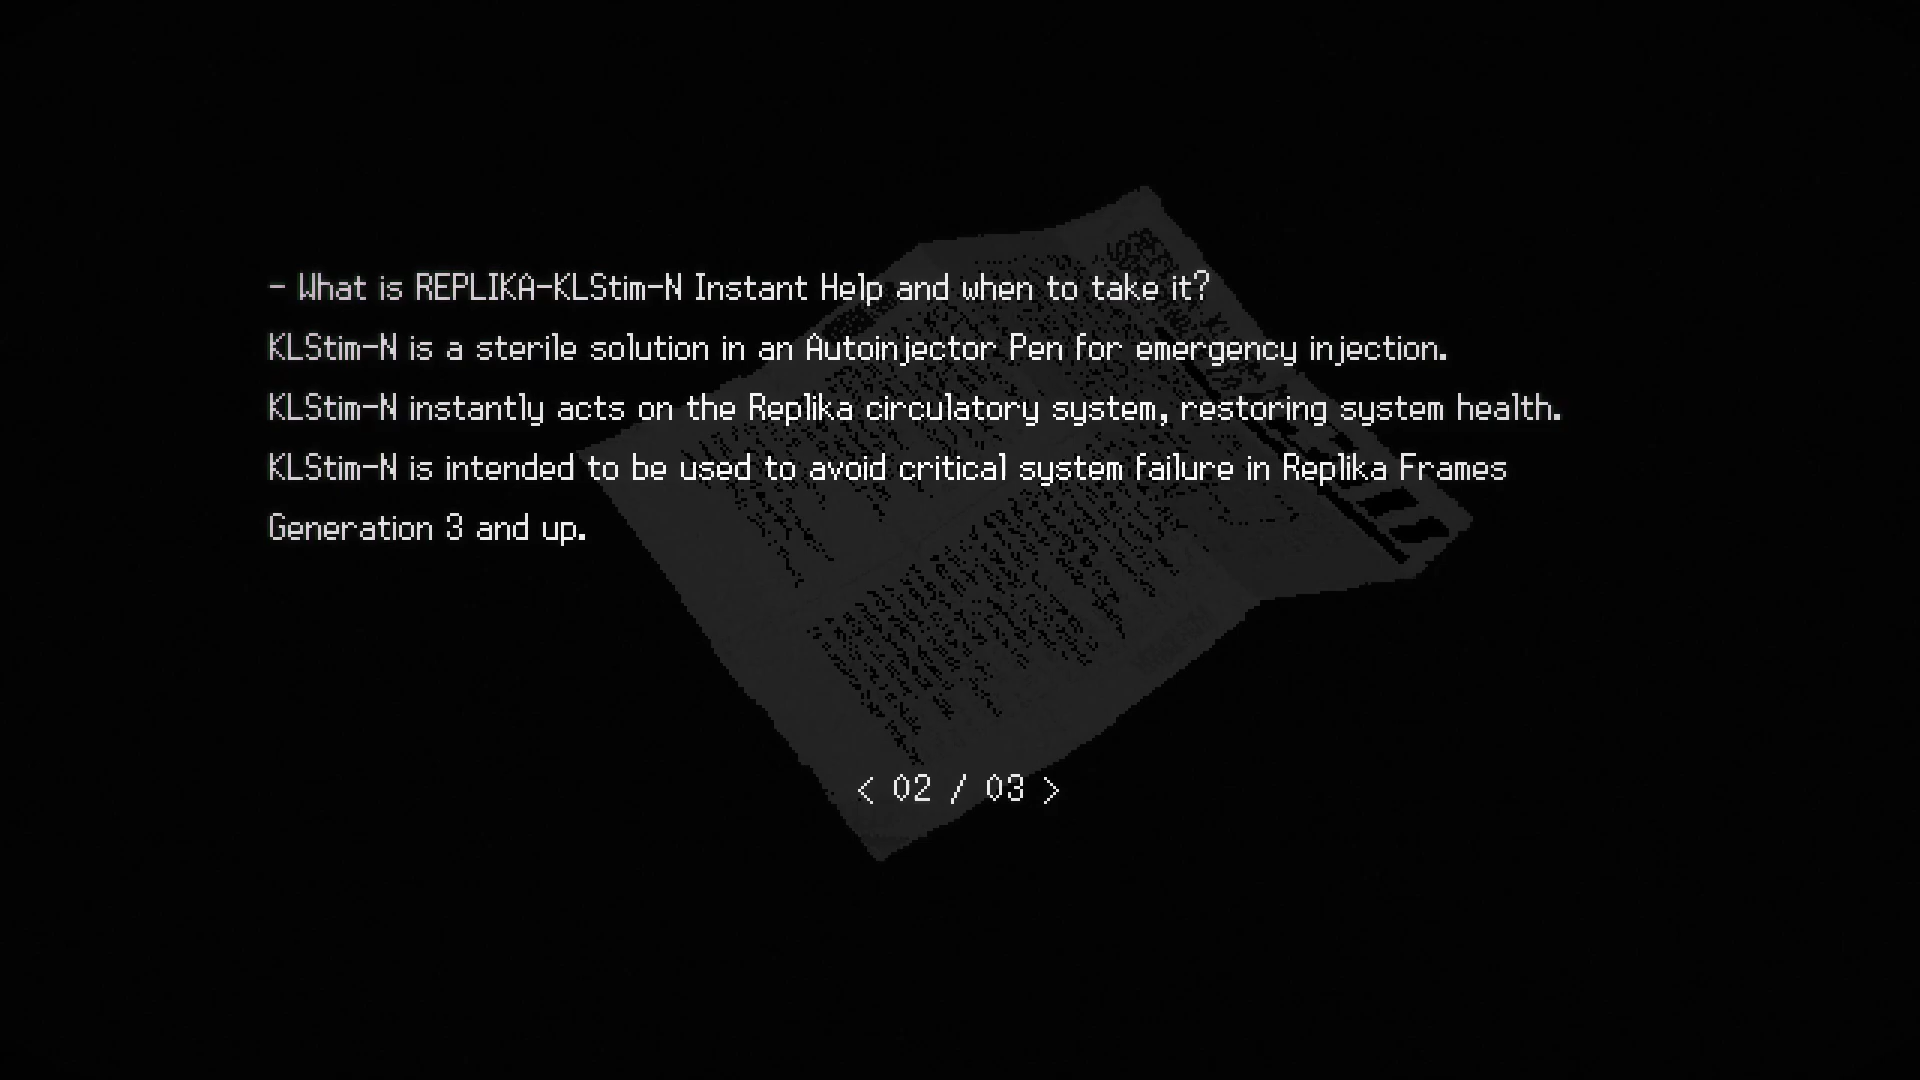 - What is REPLIKA-KLStim-N Instant Help and when to take it?
KLStim-N is a sterile solution in an Autoinjector Pen for emergency injection.
KLStim-N instantly acts on the Replika circulatory system, restoring system health.
KLStim-N is intended to be used to avoid critical system failure in Replika Frames
Generation 3 and up.
< 02 / 03 >